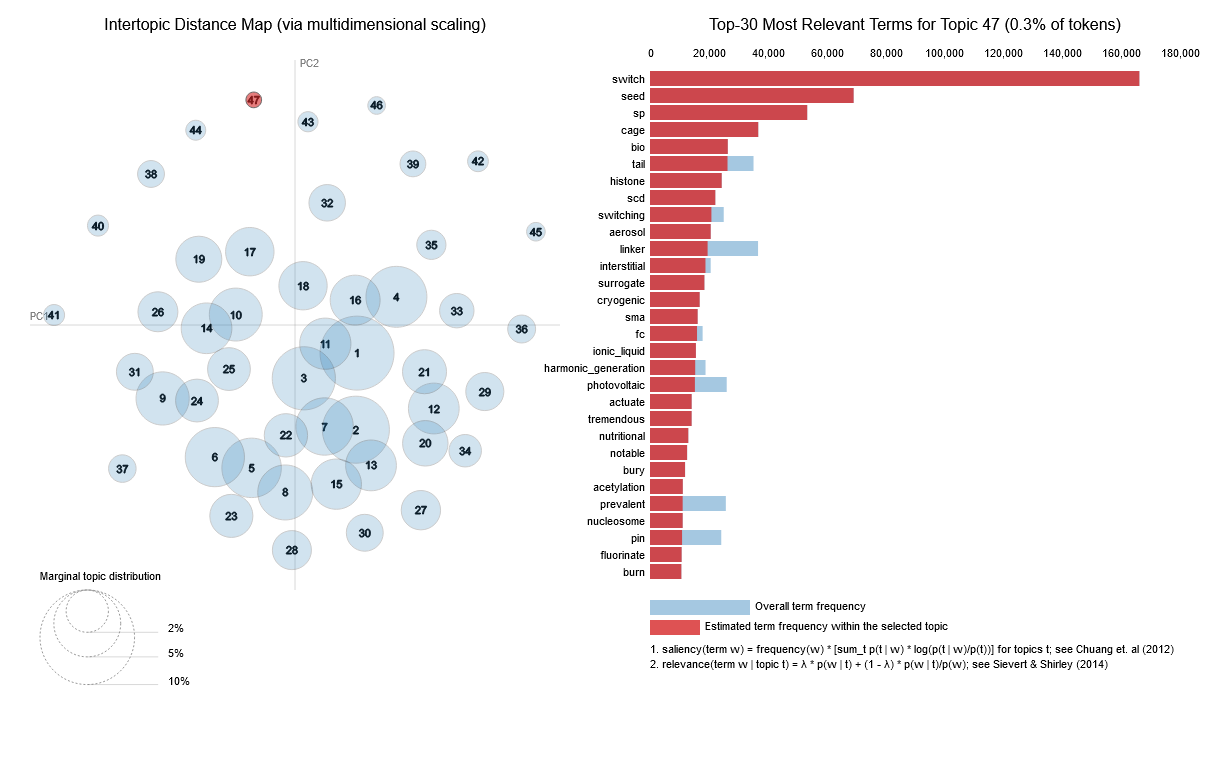 Intertopic Distance Map (via multidimensional scaling)
PC2
47
46
43
44
39
42
38
32
40
45
35
17
19
18
16
4
26
10
33
PC1
41
14
36
11
1
25
31
21
3
29
9
24
12
7
2
22
20
34
6
13
5
37
15
8
27
23
30
28
Marginal topic distribution
2%
5%
10%
Top-30 Most Relevant Terms for Topic 47 (0.3% of tokens)
0 20,000 40,000 60,000 80,000 100,000 120,000 140,000 160,000 180,000
switch
seed
sp
cage
bio
tail
histone
scd
switching
aerosol
linker
interstitial
surrogate
cryogenic
sma
fc
ionic_liquid
harmonic_generation
photovoltaic
actuate
tremendous
nutritional
notable
bury
acetylation
prevalent
nucleosome
pin
fluorinate
burn
Overall term frequency
Estimated term frequency within the selected topic
1. saliency(term w) = frequency(w) * [sum_t p(t | w) * log(p(t | w)/p(t))] for topics t; see Chuang et. al (2012)
2. relevance(term w | topic t) = λ * p(w | t) + (1 - λ) * p(w | t)/p(w); see Sievert & Shirley (2014)